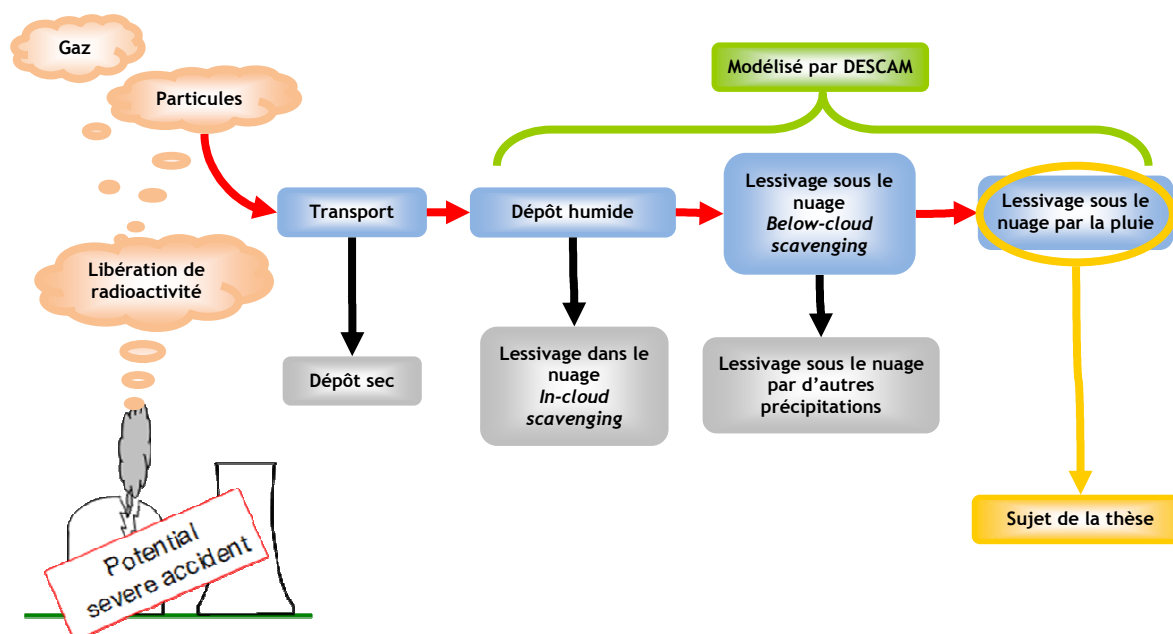 Gaz
Particules
Modélisé par DESCAM
Transport
Dépôt humide
Lessivage sous le
nuage
Below-cloud
scavenging
Lessivage sous le
nuage par la pluie
Libération de
radioactivité
Dépôt sec
Lessivage dans le
nuage
In-cloud
scavenging
Lessivage sous le nuage
par d'autres
précipitations
Sujet de la thèse
Potential
severe accident